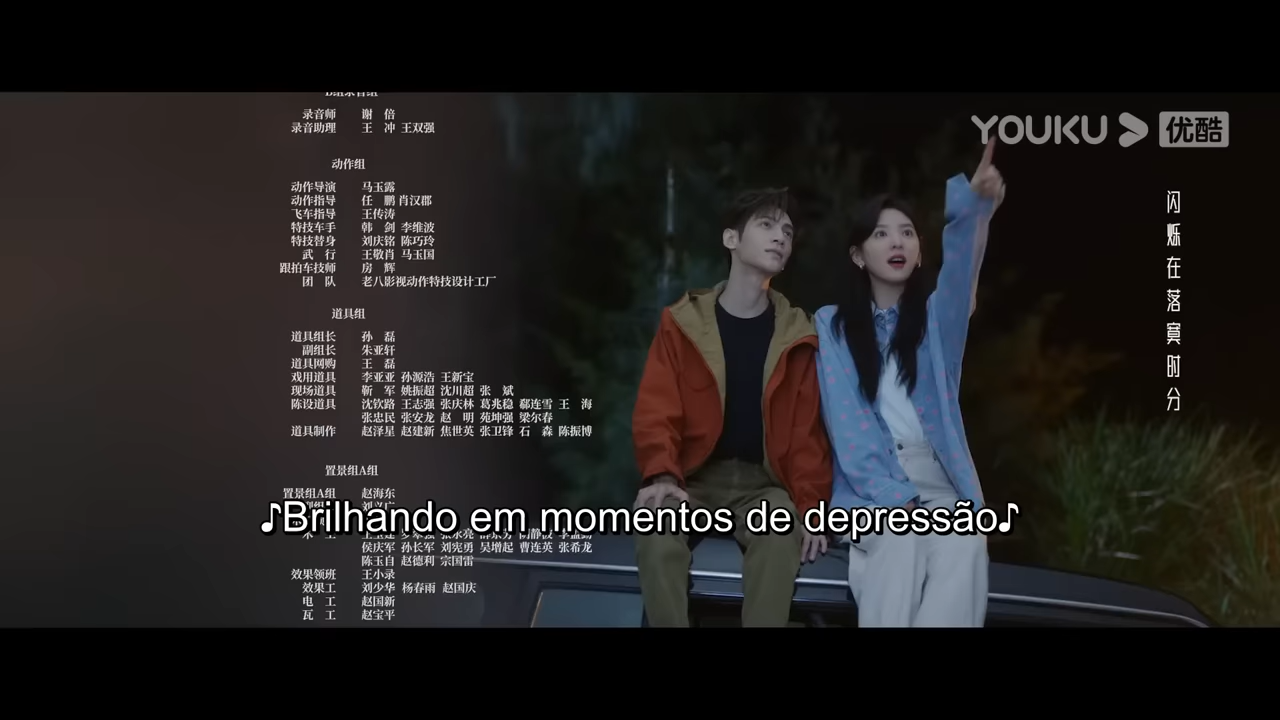 录音师 谢 倍
录音助理 王 冲 王双强
动作组
动作导演 马玉露
动作指导 任 鹏 肖汉郡
飞车指导 王传涛
特技车手 韩 剑 李维波
特技替身 刘庆铭 陈巧玲
武 行 王敬肖 马玉国
跟拍车技师 房 辉
团 队 老八影视动作特技设计工厂
道具组
道具组长 孙 磊
副组长 朱亚轩
道具网购 王 磊
戏用道具 李亚亚 孙源浩 王新宝
现场道具 靳 军 姚振超 沈川超 张 斌
陈设道具 沈钦路 王志强 张庆林 葛兆稳 鄢连雪 王 海
张忠民 张安龙 赵 明 苑坤强 梁尔春
道具制作 赵泽星 赵建新 焦世英 张卫锋 石 森 陈振博
置景组A组
置景组A组 赵海东
♪Brilhando em momentos de depressão♪
侯庆军 孙长军 刘宪勇 吴增起 曹连英 张希龙
陈玉自 赵德利 宗国雷
效果领班 王小录
效果工 刘少华 杨春雨 赵国庆
电 工 赵国新
瓦 工 赵宝平
YOUKU 优酷
闪烁在落寞时分